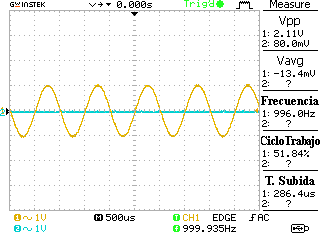 GWINSTEK 0.000s Trig'd Measure
Vpp
1: 2.11V
2: 80.0mV
Vavg
1: -13.4mV
2: ?
Frecuencia
1: 996.0Hz
2: ?
CicloTrabajo
1: 51.84%
2: ?
T. Subida
1: 286.4us
2: ?
1 ~ 1V M 500us T CH1 EDGE ƒAC
2 ~ 1V F 999.935Hz